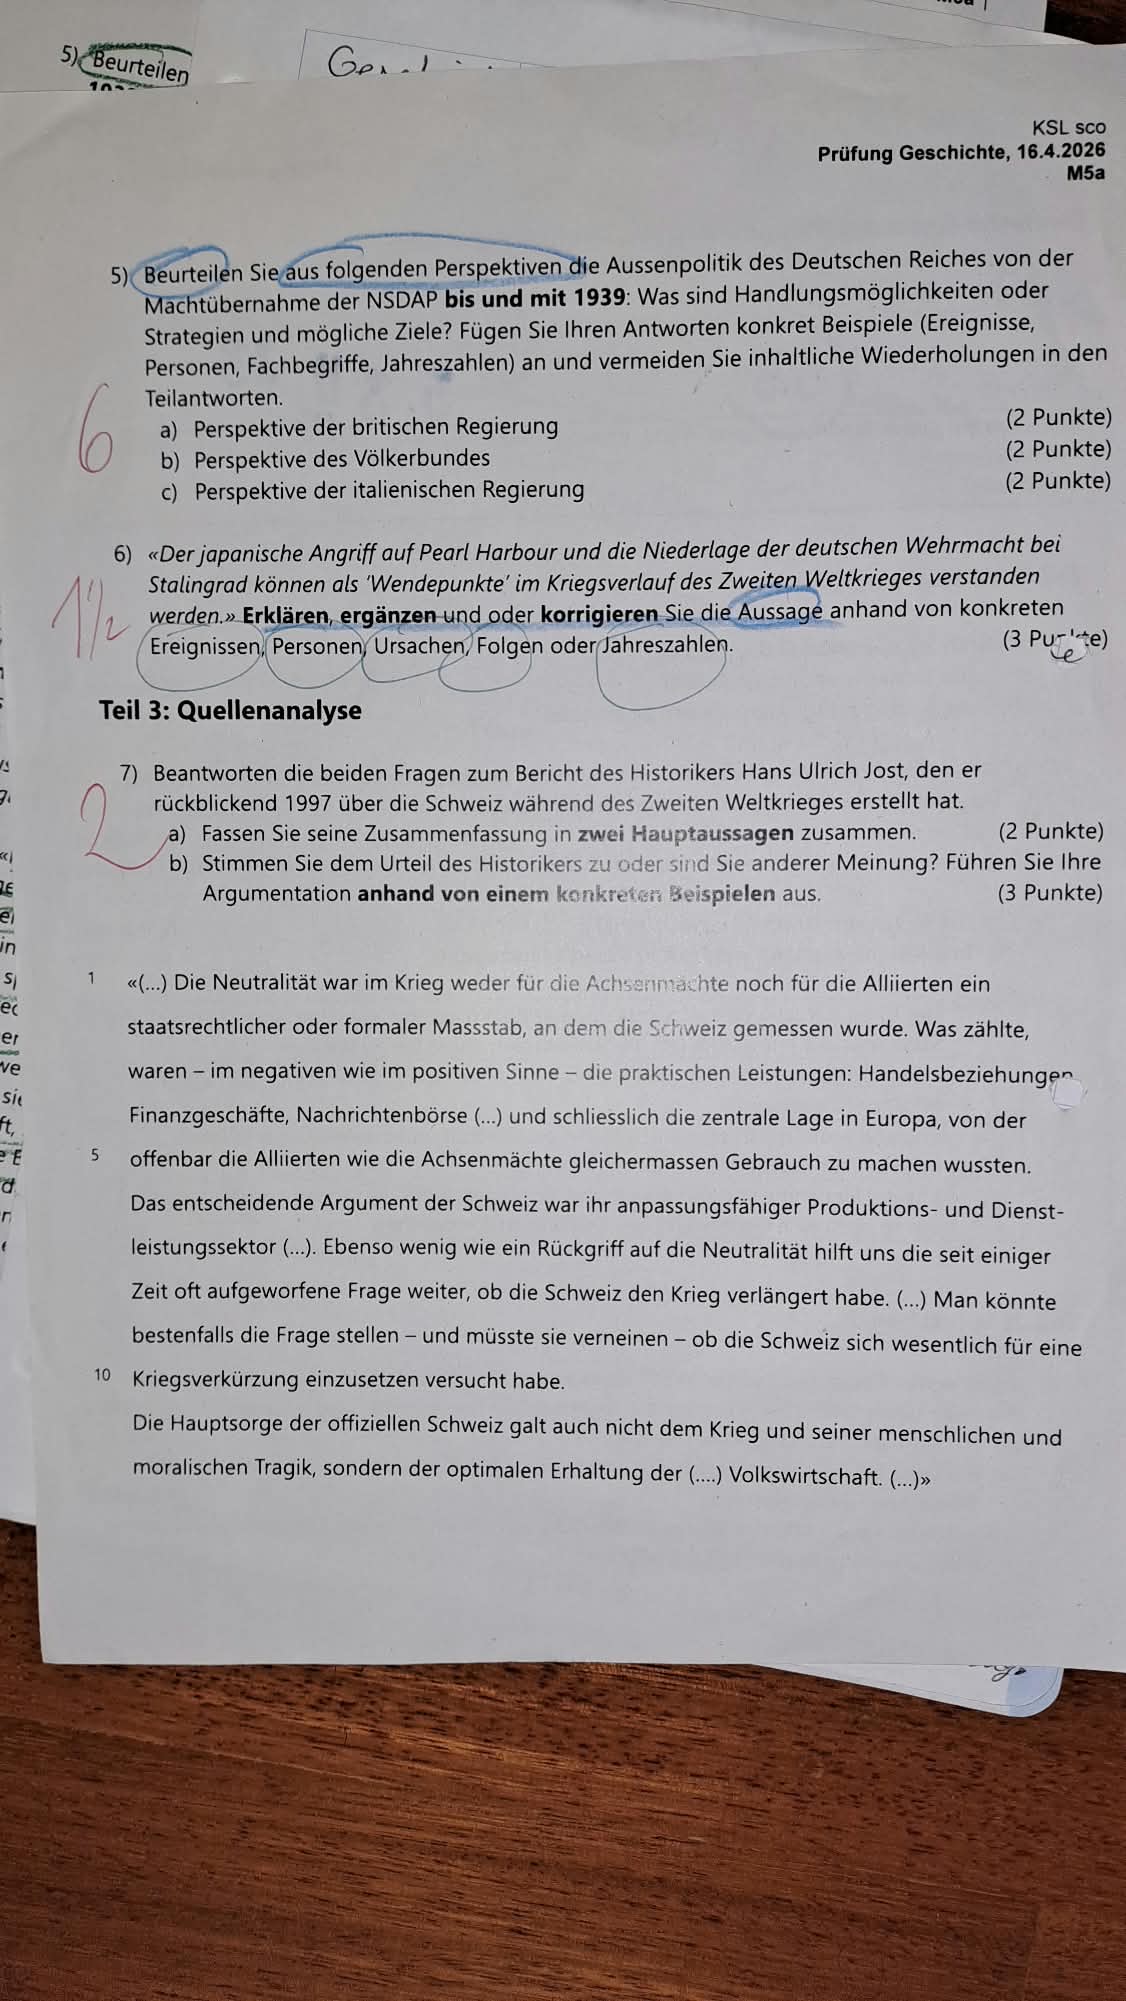 5) Beurteilen
KSL sco
Prüfung Geschichte, 16.4.2026
M5a
5) Beurteilen Sie aus folgenden Perspektiven die Aussenpolitik des Deutschen Reiches von der
Machtübernahme der NSDAP bis und mit 1939: Was sind Handlungsmöglichkeiten oder
Strategien und mögliche Ziele? Fügen Sie Ihren Antworten konkret Beispiele (Ereignisse,
Personen, Fachbegriffe, Jahreszahlen) an und vermeiden Sie inhaltliche Wiederholungen in den
Teilantworten.
6
a) Perspektive der britischen Regierung (2 Punkte)
b) Perspektive des Völkerbundes (2 Punkte)
c) Perspektive der italienischen Regierung (2 Punkte)
6) «Der japanische Angriff auf Pearl Harbour und die Niederlage der deutschen Wehrmacht bei
Stalingrad können als 'Wendepunkte' im Kriegsverlauf des Zweiten Weltkrieges verstanden
werden.» Erklären, ergänzen und oder korrigieren Sie die Aussage anhand von konkreten
Ereignissen, Personen, Ursachen, Folgen oder Jahreszahlen. (3 Punkte)
1½
Teil 3: Quellenanalyse
7) Beantworten die beiden Fragen zum Bericht des Historikers Hans Ulrich Jost, den er
rückblickend 1997 über die Schweiz während des Zweiten Weltkrieges erstellt hat.
2
a) Fassen Sie seine Zusammenfassung in zwei Hauptaussagen zusammen. (2 Punkte)
b) Stimmen Sie dem Urteil des Historikers zu oder sind Sie anderer Meinung? Führen Sie Ihre
Argumentation anhand von einem konkreten Beispielen aus. (3 Punkte)
1 «(...) Die Neutralität war im Krieg weder für die Achsenmächte noch für die Alliierten ein
staatsrechtlicher oder formaler Massstab, an dem die Schweiz gemessen wurde. Was zählte,
waren – im negativen wie im positiven Sinne – die praktischen Leistungen: Handelsbeziehungen
Finanzgeschäfte, Nachrichtenbörse (...) und schliesslich die zentrale Lage in Europa, von der
5 offenbar die Alliierten wie die Achsenmächte gleichermassen Gebrauch zu machen wussten.
Das entscheidende Argument der Schweiz war ihr anpassungsfähiger Produktions- und Dienst-
leistungssektor (...). Ebenso wenig wie ein Rückgriff auf die Neutralität hilft uns die seit einiger
Zeit oft aufgeworfene Frage weiter, ob die Schweiz den Krieg verlängert habe. (...) Man könnte
bestenfalls die Frage stellen – und müsste sie verneinen – ob die Schweiz sich wesentlich für eine
10 Kriegsverkürzung einzusetzen versucht habe.
Die Hauptsorge der offiziellen Schweiz galt auch nicht dem Krieg und seiner menschlichen und
moralischen Tragik, sondern der optimalen Erhaltung der (....) Volkswirtschaft. (...)»